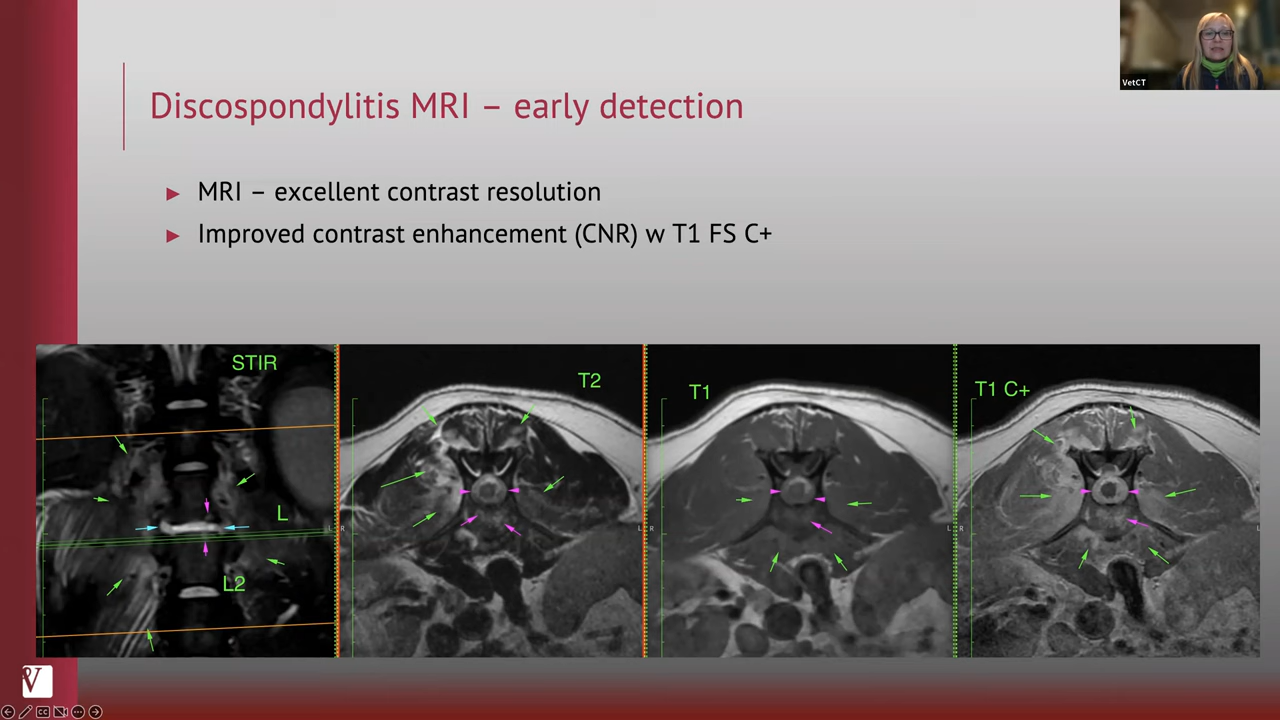 VetCT
Discospondylitis MRI – early detection
► MRI – excellent contrast resolution
► Improved contrast enhancement (CNR) w T1 FS C+
STIR
L
L2
L
T2
R
L
T1
R
L
T1 C+
R
L
V
CC